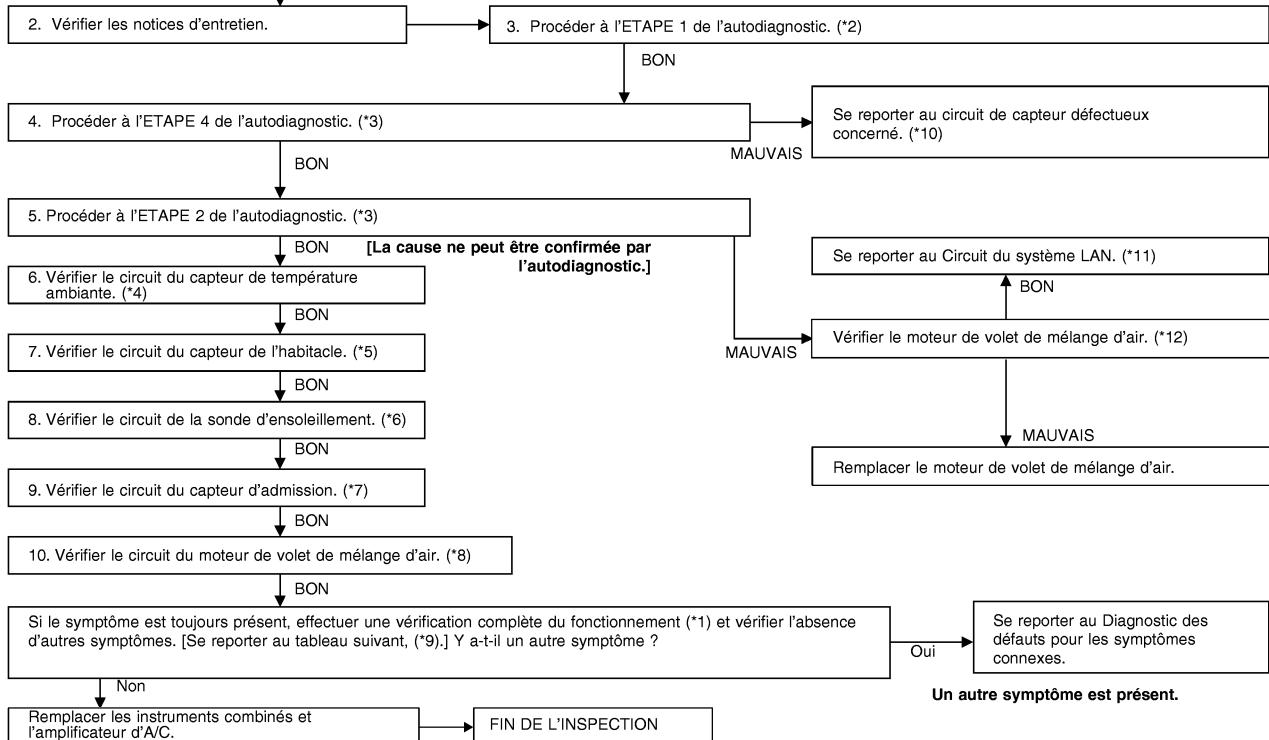 2. Vérifier les notices d'entretien.
3. Procéder à l'ETAPE 1 de l'autodiagnostic. (*2)
BON
4. Procéder à l'ETAPE 4 de l'autodiagnostic. (*3)
Se reporter au circuit de capteur défectueux
concerné. (*10)
MAUVAIS
BON
5. Procéder à l'ETAPE 2 de l'autodiagnostic. (*3)
BON
[La cause ne peut être confirmée par
l'autodiagnostic.]
Se reporter au Circuit du système LAN. (*11)
BON
6. Vérifier le circuit du capteur de température
ambiante. (*4)
BON
Vérifier le moteur de volet de mélange d'air. (*12)
MAUVAIS
7. Vérifier le circuit du capteur de l'habitacle. (*5)
BON
8. Vérifier le circuit de la sonde d'ensoleillement. (*6)
MAUVAIS
BON
Remplacer le moteur de volet de mélange d'air.
9. Vérifier le circuit du capteur d'admission. (*7)
BON
10. Vérifier le circuit du moteur de volet de mélange d'air. (*8)
BON
Si le symptôme est toujours présent, effectuer une vérification complète du fonctionnement (*1) et vérifier l'absence
d'autres symptômes. [Se reporter au tableau suivant, (*9).] Y a-t-il un autre symptôme ?
Oui
Se reporter au Diagnostic des
défauts pour les symptômes
connexes.
Un autre symptôme est présent.
Non
Remplacer les instruments combinés et
l'amplificateur d'A/C.
FIN DE L'INSPECTION